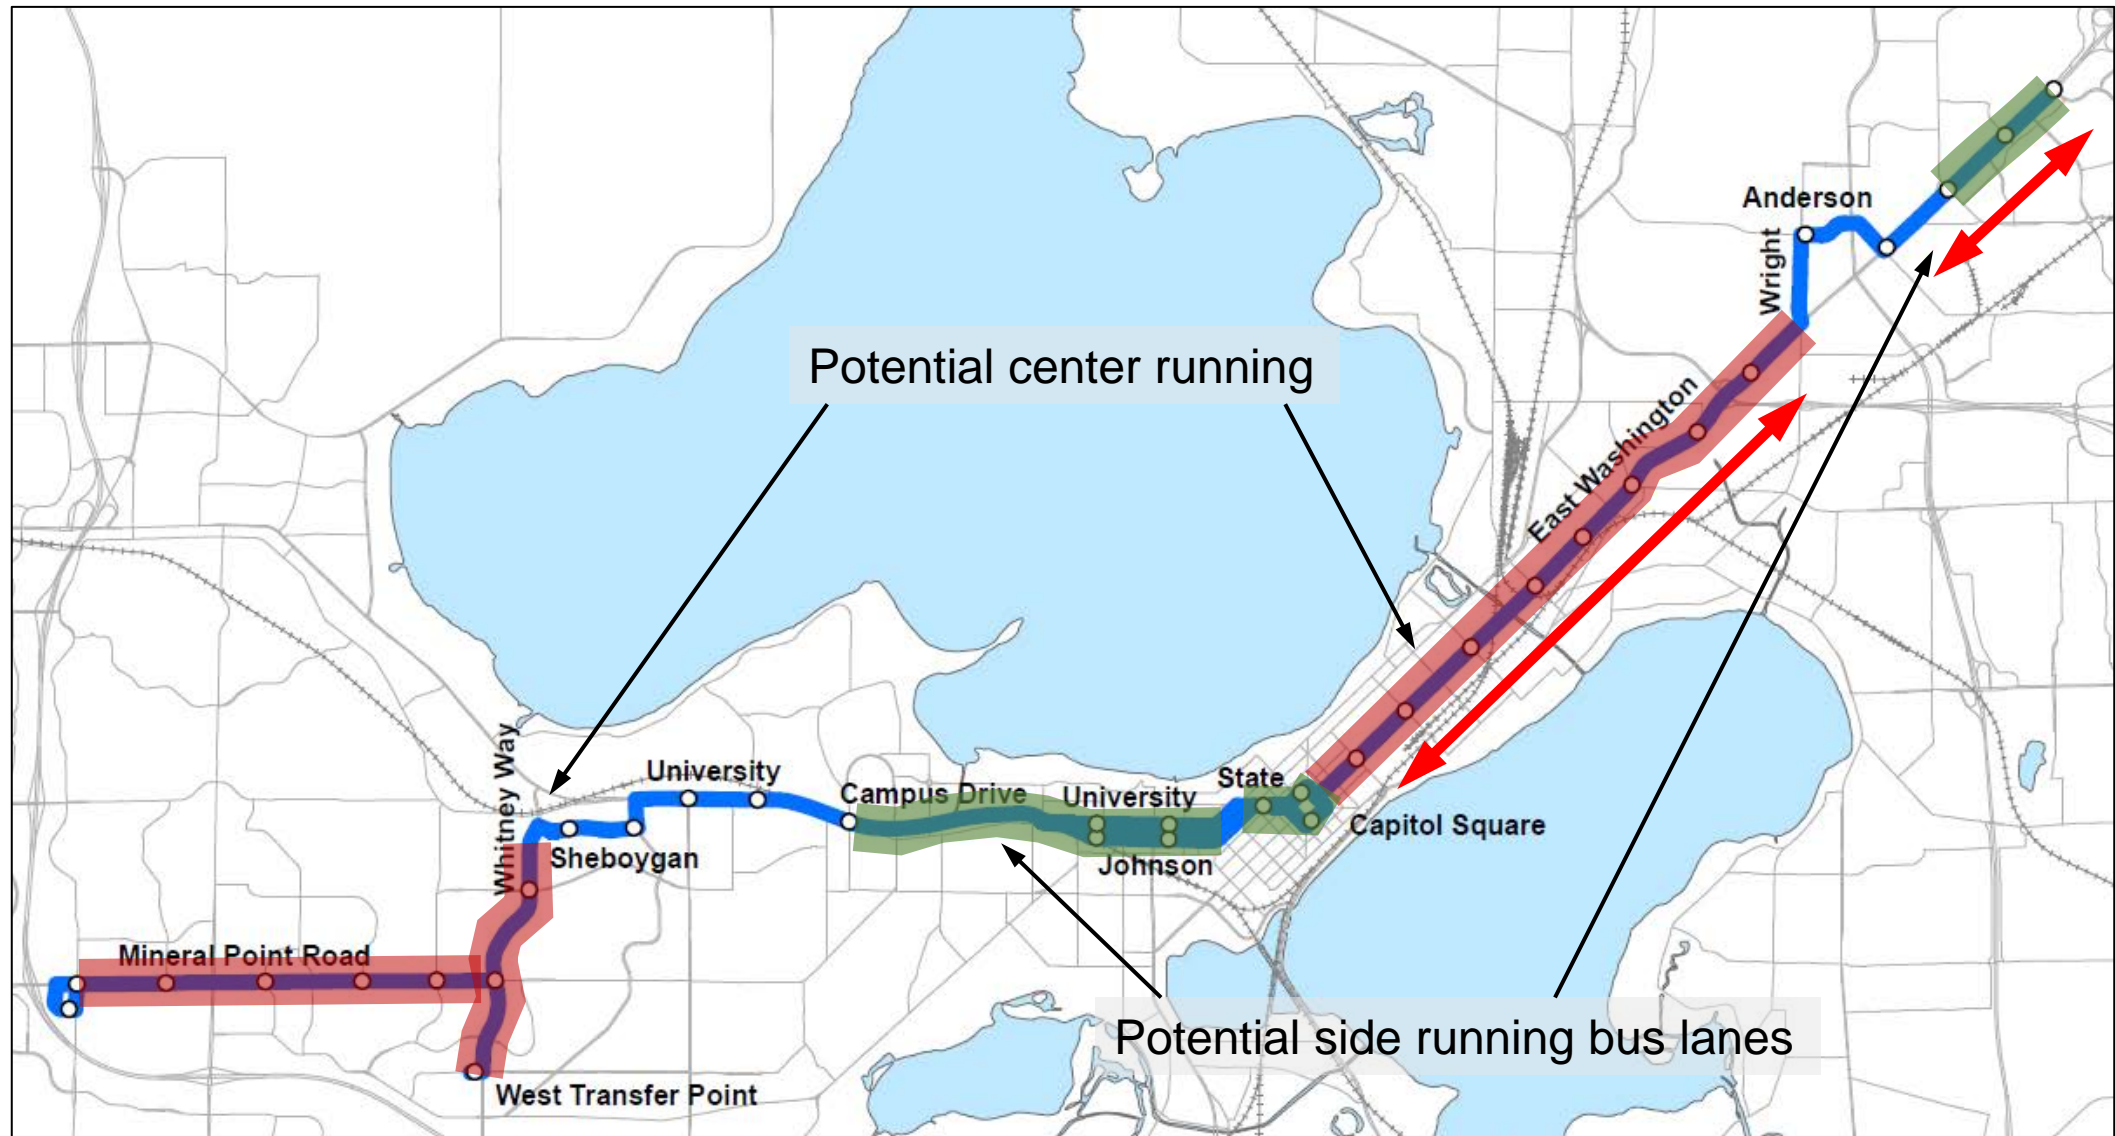 Anderson
Wright
Potential center running
East Washington
Whitney Way
University
State
Campus Drive
University
Capitol Square
Sheboygan
Johnson
Mineral Point Road
Potential side running bus lanes
West Transfer Point